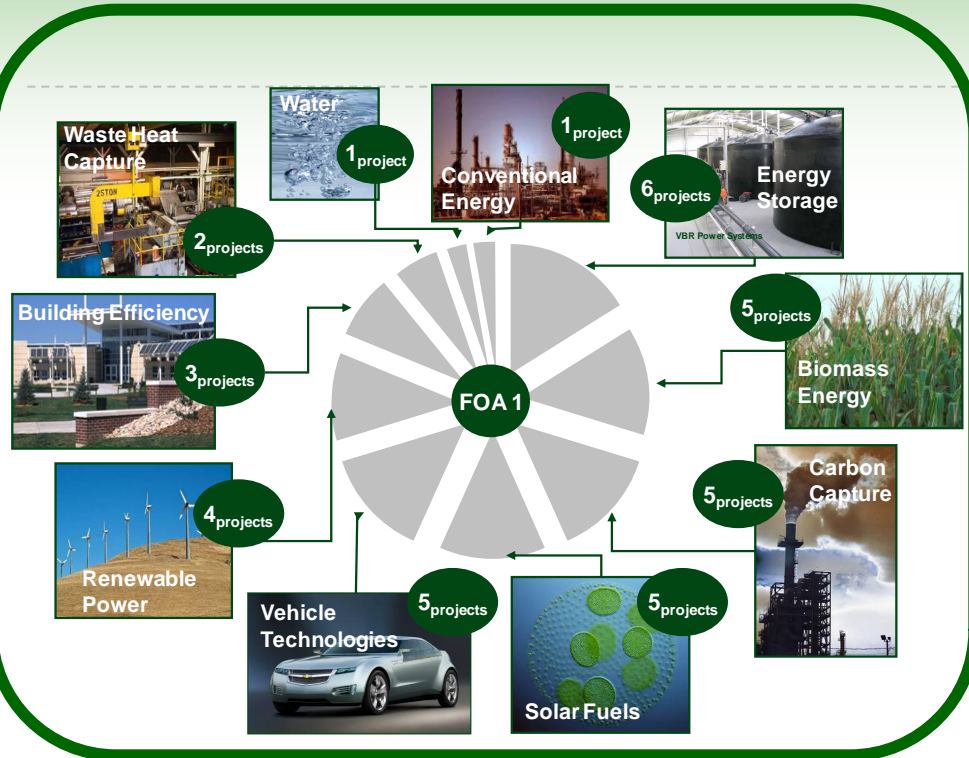 Water
1project
Conventional
Energy
1project
Waste Heat
Capture
2STON
2projects
Energy
Storage
6projects
VBR Power Systems
Building Efficiency
3projects
5projects
Biomass
Energy
FOA 1
Carbon
Capture
5projects
4projects
Renewable
Power
Vehicle
Technologies
5projects
5projects
Solar Fuels